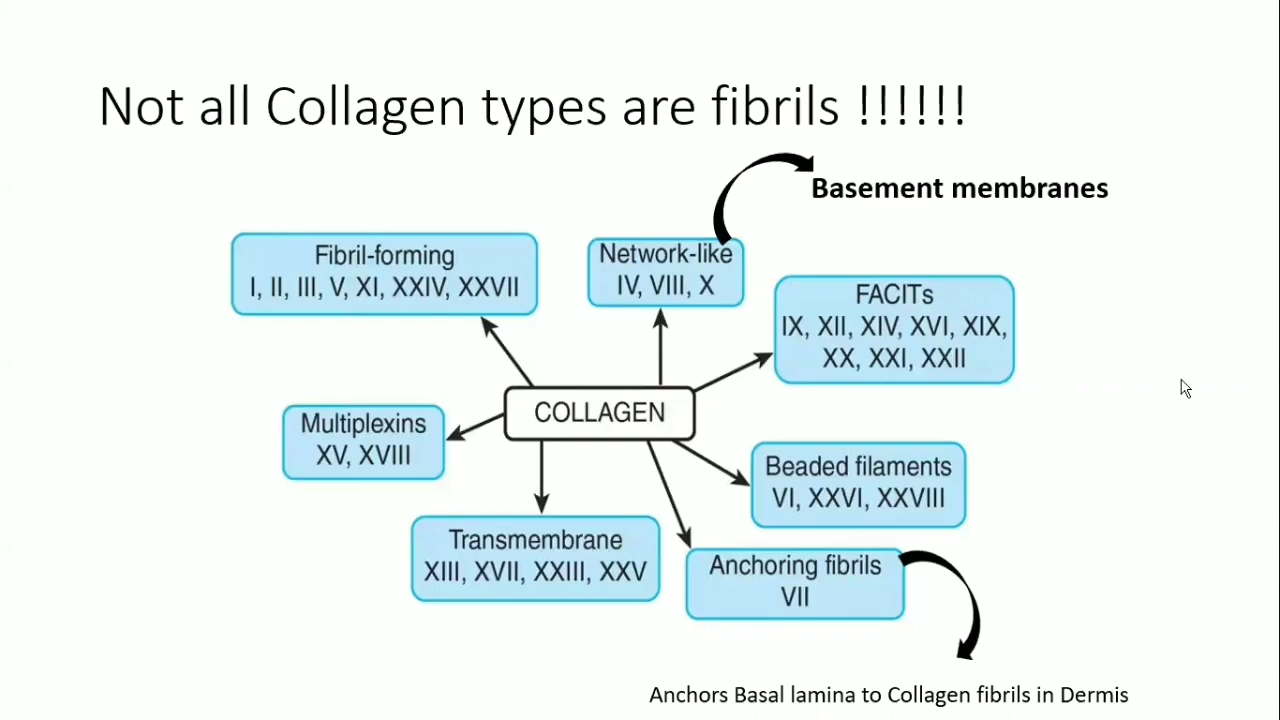 Not all Collagen types are fibrils !!!!!!
Basement membranes
Fibril-forming
I, II, III, V, XI, XXIV, XXVII
Network-like
IV, VIII, X
FACITs
IX, XII, XIV, XVI, XIX,
XX, XXI, XXII
COLLAGEN
Multiplexins
XV, XVIII
Beaded filaments
VI, XXVI, XXVIII
Transmembrane
XIII, XVII, XXIII, XXV
Anchoring fibrils
VII
Anchors Basal lamina to Collagen fibrils in Dermis